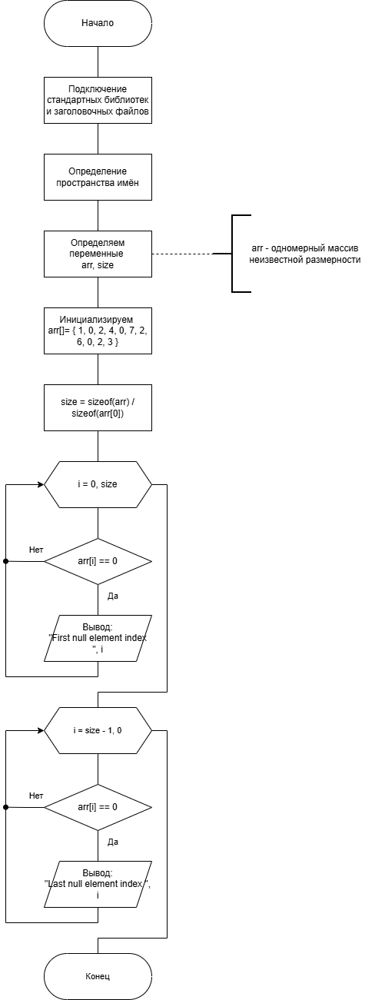 Начало
Подключение
стандартных библиотек
и заголовочных файлов
Определение
пространства имён
Определяем
переменные
arr, size
arr - одномерный массив
неизвестной размерности
Инициализируем
arr[]= { 1, 0, 2, 4, 0, 7, 2,
6, 0, 2, 3 }
size = sizeof(arr) /
sizeof(arr[0])
i = 0, size
Нет
arr[i] == 0
Да
Вывод:
"First null element index
", i
i = size - 1, 0
Нет
arr[i] == 0
Да
Вывод:
"Last null element index ",
i
Конец